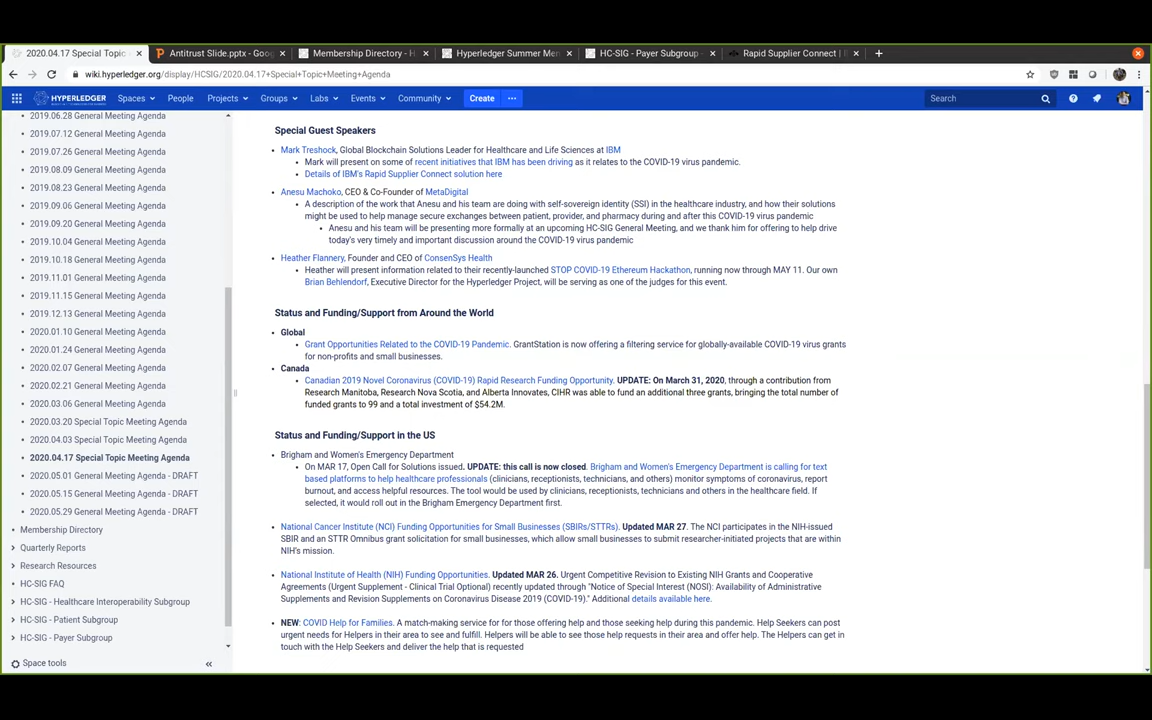 2020.04.17 Special Topic
Antitrust Slide.pptx - Goog
Membership Directory - H
Hyperledger Summer Men
HC-SIG - Payer Subgroup -
Rapid Supplier Connect | 
wiki.hyperledger.org/display/HCSIG/2020.04.17+Special+Topic+Meeting+Agenda
HYPERLEDGER
Spaces
People
Projects
Groups
Labs
Events
Community
Create
Search
2019.06.28 General Meeting Agenda
2019.07.12 General Meeting Agenda
2019.07.26 General Meeting Agenda
2019.08.09 General Meeting Agenda
2019.08.23 General Meeting Agenda
2019.09.06 General Meeting Agenda
2019.09.20 General Meeting Agenda
2019.10.04 General Meeting Agenda
2019.10.18 General Meeting Agenda
2019.11.01 General Meeting Agenda
2019.11.15 General Meeting Agenda
2019.12.13 General Meeting Agenda
2020.01.10 General Meeting Agenda
2020.01.24 General Meeting Agenda
2020.02.07 General Meeting Agenda
2020.02.21 General Meeting Agenda
2020.03.06 General Meeting Agenda
2020.03.20 Special Topic Meeting Agenda
2020.04.03 Special Topic Meeting Agenda
2020.04.17 Special Topic Meeting Agenda
2020.05.01 General Meeting Agenda - DRAFT
2020.05.15 General Meeting Agenda - DRAFT
2020.05.29 General Meeting Agenda - DRAFT
Membership Directory
Quarterly Reports
Research Resources
HC-SIG FAQ
HC-SIG - Healthcare Interoperability Subgroup
HC-SIG - Patient Subgroup
HC-SIG - Payer Subgroup
Space tools
Special Guest Speakers
Mark Treshock, Global Blockchain Solutions Leader for Healthcare and Life Sciences at IBM
Mark will present on some of recent initiatives that IBM has been driving as it relates to the COVID-19 virus pandemic.
Details of IBM's Rapid Supplier Connect solution here
Anesu Machoko, CEO & Co-Founder of MetaDigital
A description of the work that Anesu and his team are doing with self-sovereign identity (SSI) in the healthcare industry, and how their solutions
might be used to help manage secure exchanges between patient, provider, and pharmacy during and after this COVID-19 virus pandemic
Anesu and his team will be presenting more formally at an upcoming HC-SIG General Meeting, and we thank him for offering to help drive
today's very timely and important discussion around the COVID-19 virus pandemic
Heather Flannery, Founder and CEO of ConsenSys Health
Heather will present information related to their recently-launched STOP COVID-19 Ethereum Hackathon, running now through MAY 11. Our own
Brian Behlendorf, Executive Director for the Hyperledger Project, will be serving as one of the judges for this event.
Status and Funding/Support from Around the World
Global
Grant Opportunities Related to the COVID-19 Pandemic. GrantStation is now offering a filtering service for globally-available COVID-19 virus grants
for non-profits and small businesses.
Canada
Canadian 2019 Novel Coronavirus (COVID-19) Rapid Research Funding Opportunity. UPDATE: On March 31, 2020, through a contribution from
Research Manitoba, Research Nova Scotia, and Alberta Innovates, CIHR was able to fund an additional three grants, bringing the total number of
funded grants to 99 and a total investment of $54.2M.
Status and Funding/Support in the US
Brigham and Women's Emergency Department
On MAR 17, Open Call for Solutions issued. UPDATE: this call is now closed. Brigham and Women's Emergency Department is calling for text
based platforms to help healthcare professionals (clinicians, receptionists, technicians, and others) monitor symptoms of coronavirus, report
burnout, and access helpful resources. The tool would be used by clinicians, receptionists, technicians and others in the healthcare field. If
selected, it would roll out in the Brigham Emergency Department first.
National Cancer Institute (NCI) Funding Opportunities for Small Businesses (SBIRs/STTRs). Updated MAR 27. The NCI participates in the NIH-issued
SBIR and an STTR Omnibus grant solicitation for small businesses, which allow small businesses to submit researcher-initiated projects that are within
NIH's mission.
National Institute of Health (NIH) Funding Opportunities. Updated MAR 26. Urgent Competitive Revision to Existing NIH Grants and Cooperative
Agreements (Urgent Supplement - Clinical Trial Optional) recently updated through "Notice of Special Interest (NOSI): Availability of Administrative
Supplements and Revision Supplements on Coronavirus Disease 2019 (COVID-19)." Additional details available here.
NEW: COVID Help for Families. A match-making service for for those offering help and those seeking help during this pandemic. Help Seekers can post
urgent needs for Helpers in their area to see and fulfill. Helpers will be able to see those help requests in their area and offer help. The Helpers can get in
touch with the Help Seekers and deliver the help that is requested